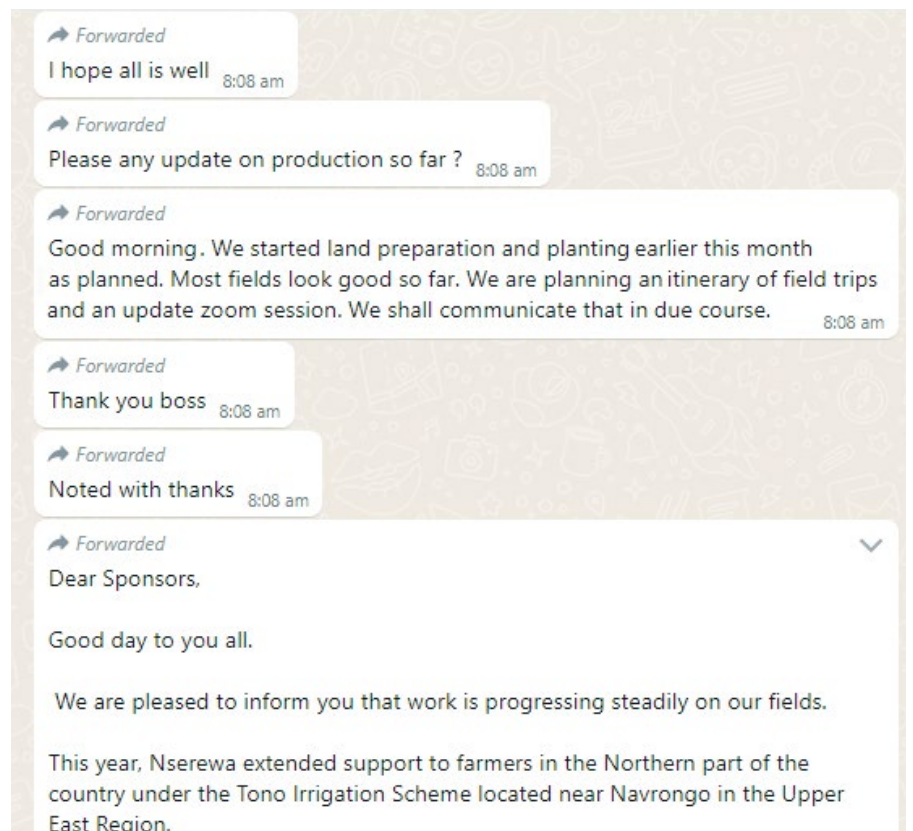 Forwarded
I hope all is well 8:08 am
Forwarded
Please any update on production so far ? 8:08 am
Forwarded
Good morning. We started land preparation and planting earlier this month
as planned. Most fields look good so far. We are planning an itinerary of field trips
and an update zoom session. We shall communicate that in due course. 8:08 am
Forwarded
Thank you boss 8:08 am
Forwarded
Noted with thanks 8:08 am
Forwarded
Dear Sponsors,
Good day to you all.
We are pleased to inform you that work is progressing steadily on our fields.
This year, Nserewa extended support to farmers in the Northern part of the
country under the Tono Irrigation Scheme located near Navrongo in the Upper
East Region.